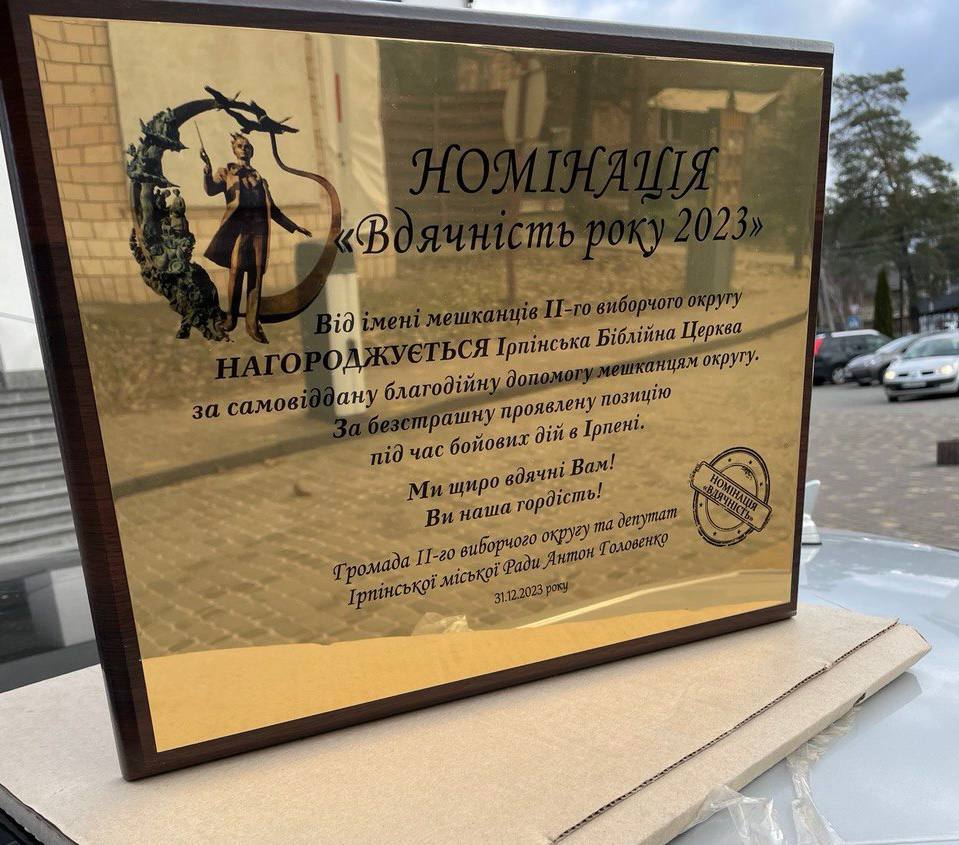 НОМІНАЦІЯ
«Вдячність року 2023»
Від імені мешканців ІІ-го виборчого округу
НАГОРОДЖУЄТЬСЯ Ірпінська Біблійна Церква
за самовіддану благодійну допомогу мешканцям округу.
За безстрашну проявлену позицію
під час бойових дій в Ірпені.
Ми щиро вдячні Вам!
Ви наша гордість!
Громада ІІ-го виборчого округу та депутат
Ірпінської міської Ради Антон Головенко
31.12.2023 року
НОМІНАЦІЯ
«ВДЯЧНІСТЬ»